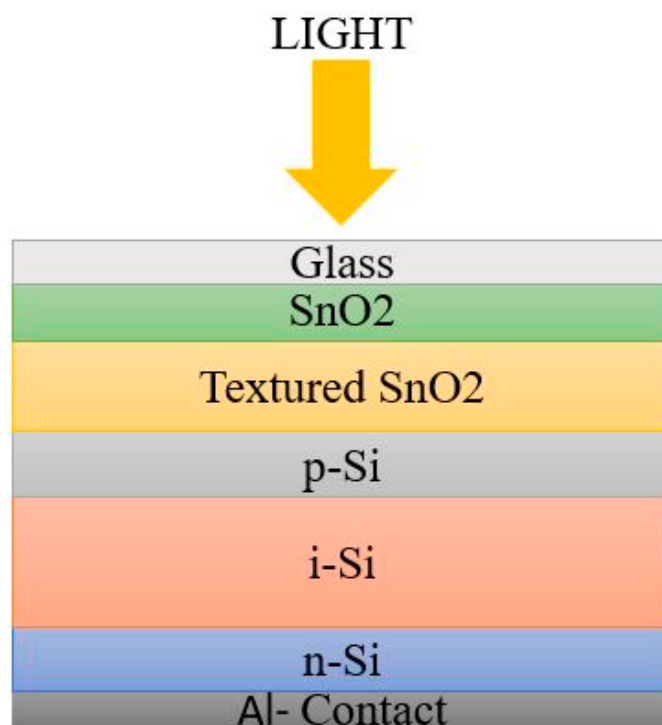 LIGHT
Glass
SnO2
Textured SnO2
p-Si
i-Si
n-Si
Al- Contact